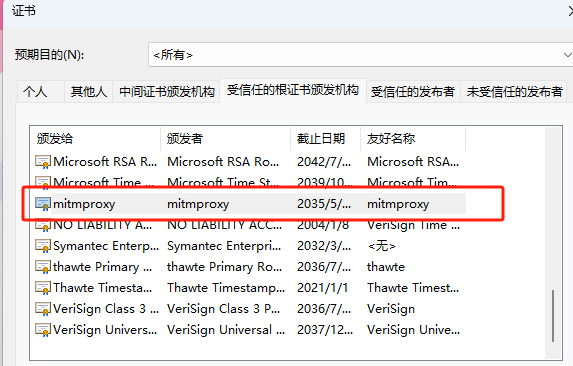 证书
预期目的(N): <所有>
个人 其他人 中间证书颁发机构 受信任的根证书颁发机构 受信任的发布者 未受信任的发布者
颁发给 颁发者 截止日期 友好名称
Microsoft RSA R... Microsoft RSA Ro... 2042/7/... Microsoft RSA...
Microsoft Time ... Microsoft Time St... 2039/10... Microsoft Tim...
mitmproxy mitmproxy 2035/5/... mitmproxy
NO LIABILITY A... NO LIABILITY ACC... 2004/1/8 VeriSign Time ...
Symantec Enterp... Symantec Enterpri... 2032/3/... <无>
thawte Primary ... thawte Primary Ro... 2036/7/... thawte
Thawte Timesta... Thawte Timestamp... 2021/1/1 Thawte Timest...
VeriSign Class 3 ... VeriSign Class 3 P... 2036/7/... VeriSign
VeriSign Univers... VeriSign Universal ... 2037/12... VeriSign Unive...